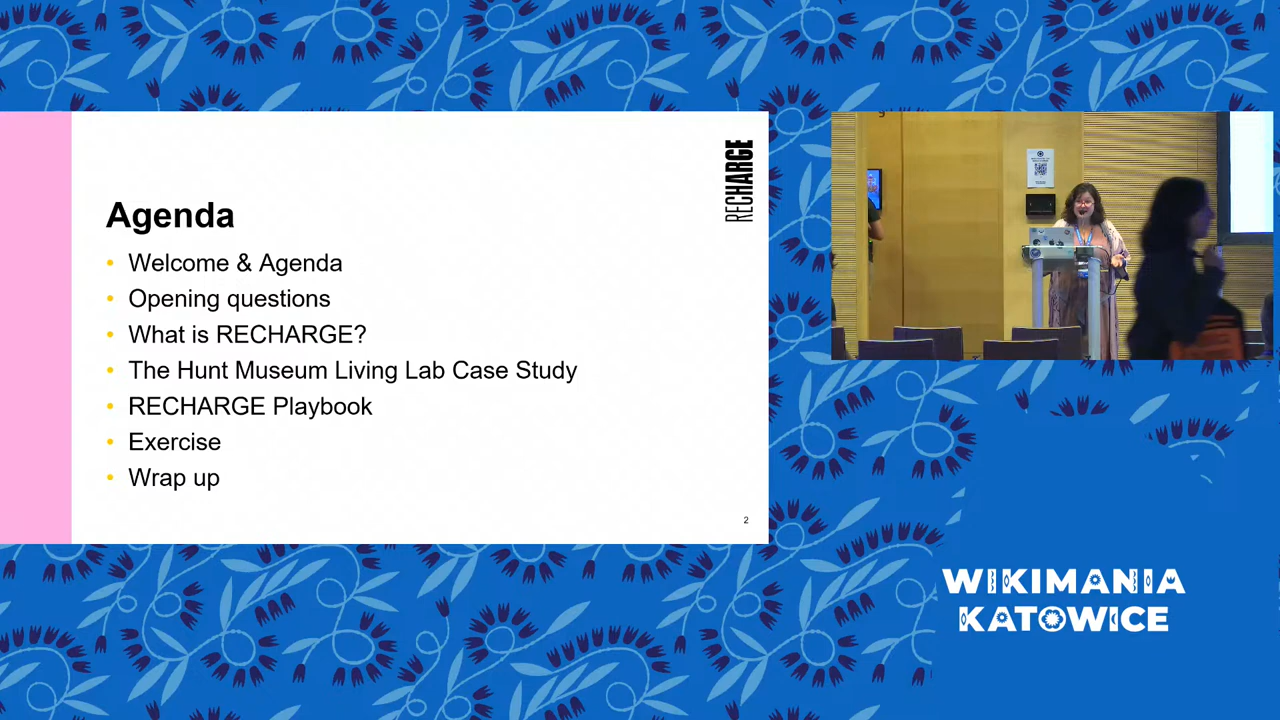 RECHARGE
Agenda
• Welcome & Agenda
• Opening questions
• What is RECHARGE?
• The Hunt Museum Living Lab Case Study
• RECHARGE Playbook
• Exercise
• Wrap up
2
WIKIMANIA
KATOWICE